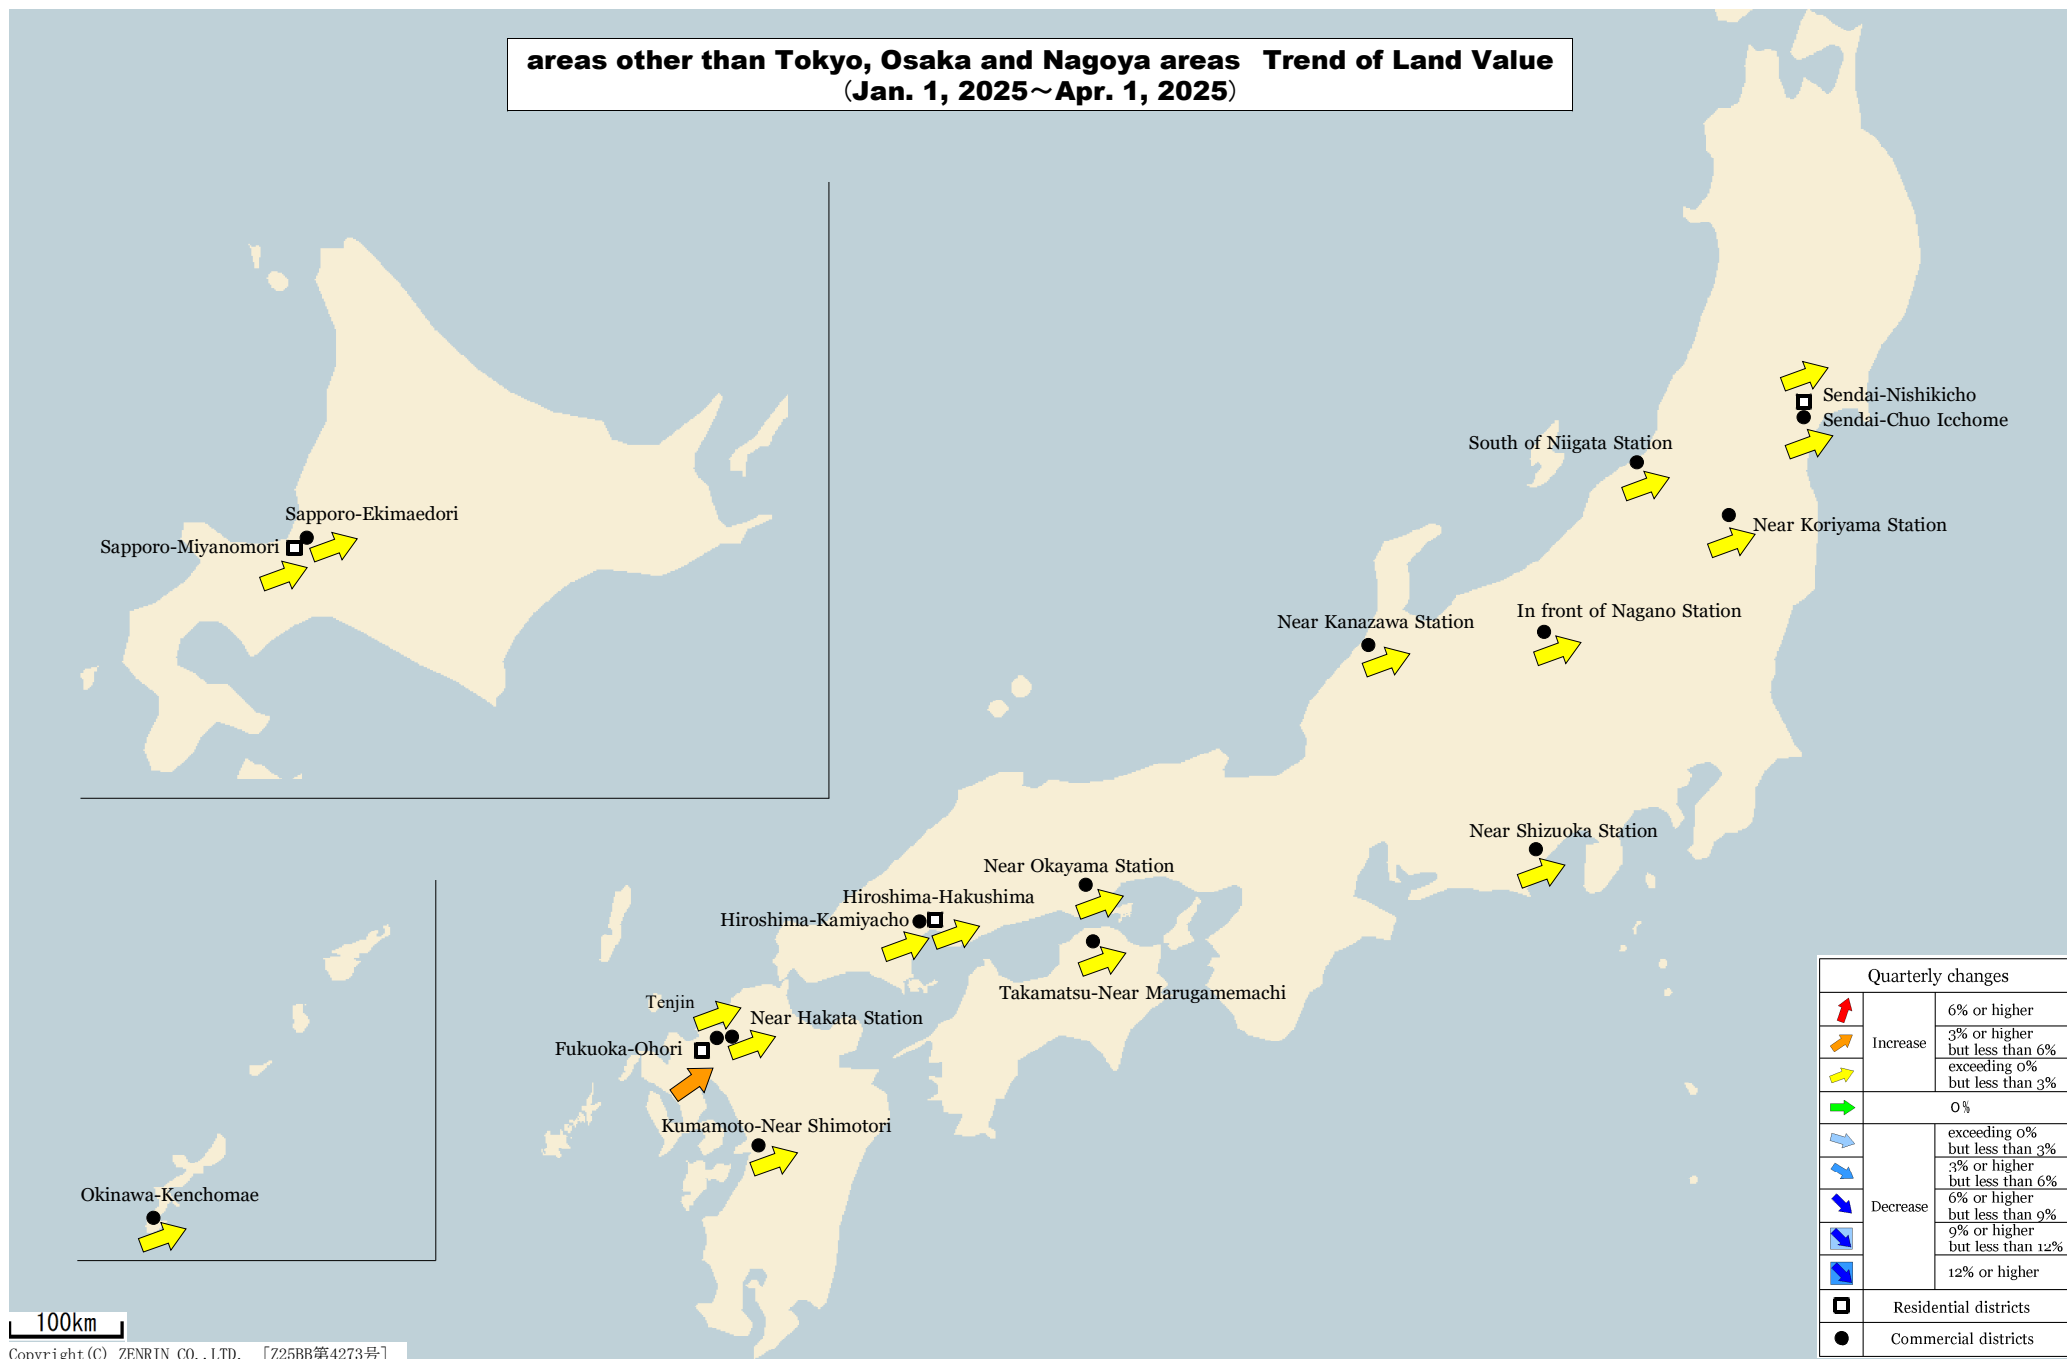 areas other than Tokyo, Osaka and Nagoya areas Trend of Land Value
(Jan. 1, 2025～Apr. 1, 2025)
Sendai-Nishikicho
Sendai-Chuo Icchome
South of Niigata Station
Sapporo-Ekimaedori
Near Koriyama Station
Sapporo-Miyanomori
In front of Nagano Station
Near Kanazawa Station
Near Shizuoka Station
Near Okayama Station
Hiroshima-Hakushima
Hiroshima-Kamiyacho
Takamatsu-Near Marugamemachi
Tenjin
Near Hakata Station
Fukuoka-Ohori
Kumamoto-Near Shimotori
Okinawa-Kenchomae
Quarterly changes
Increase
6% or higher
3% or higher
but less than 6%
exceeding 0%
but less than 3%
0%
Decrease
exceeding 0%
but less than 3%
3% or higher
but less than 6%
6% or higher
but less than 9%
9% or higher
but less than 12%
12% or higher
Residential districts
Commercial districts
100km
Copyright(C) ZENRIN CO.,LTD. [Z25BB第4273号]